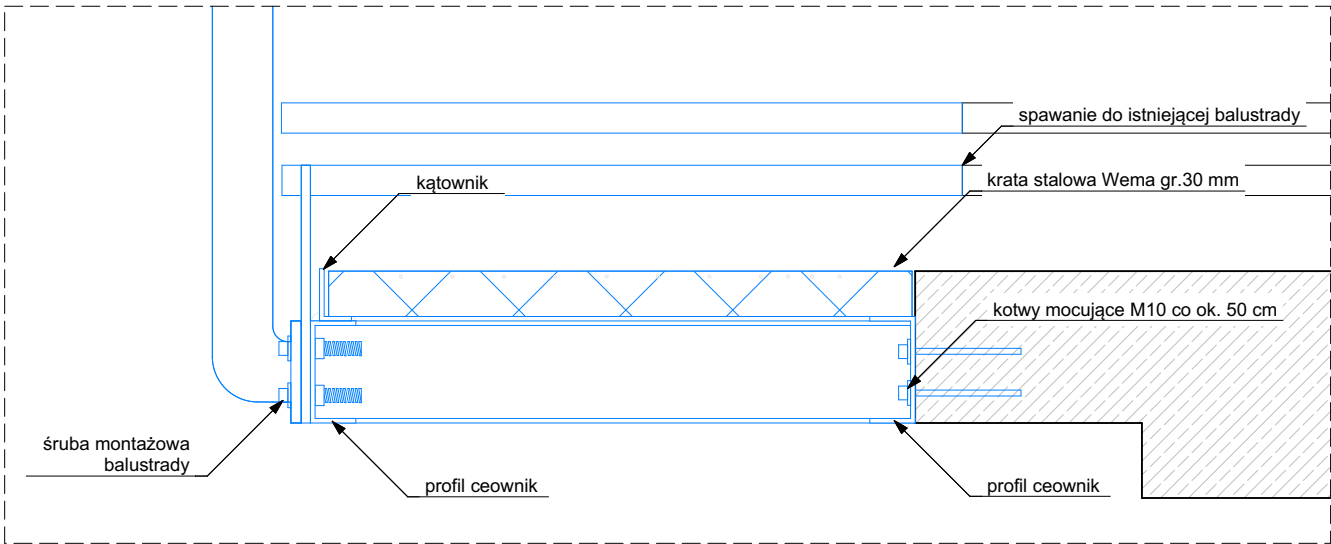 spawanie do istniejącej balustrady
kątownik
krata stalowa Wema gr.30 mm
kotwy mocujące M10 co ok. 50 cm
śruba montażowa
balustrady
profil ceownik
profil ceownik